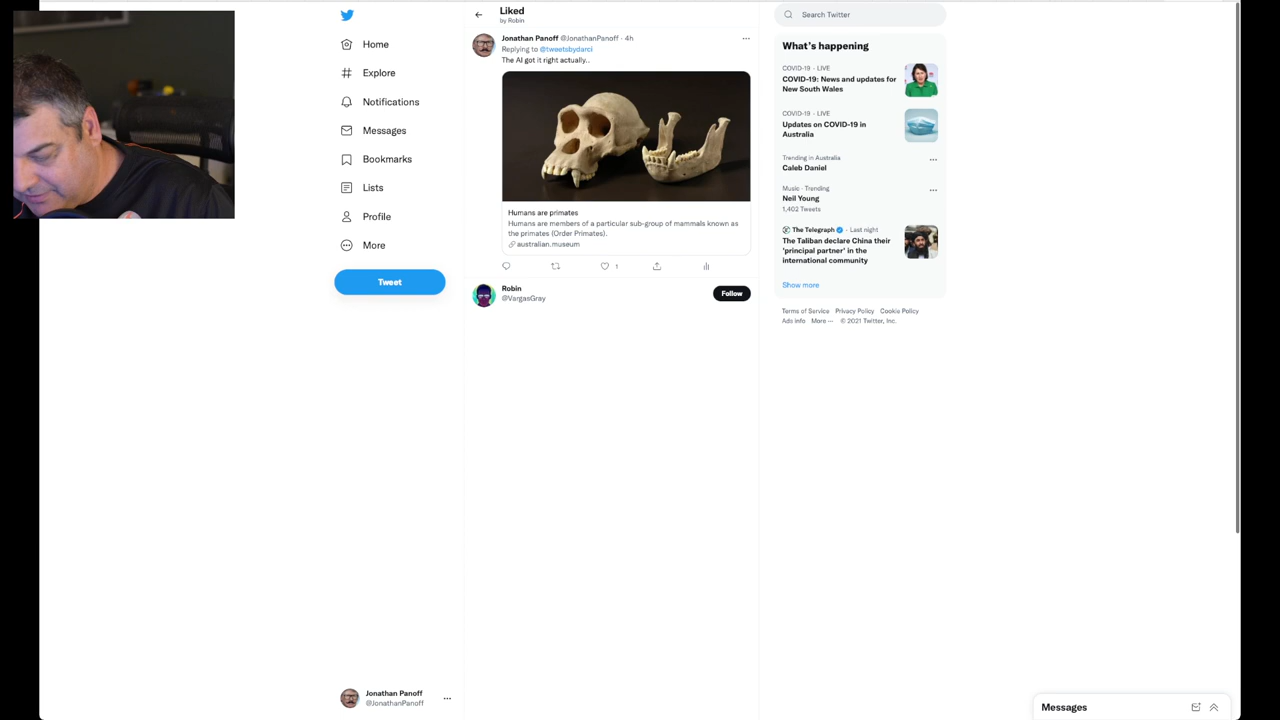 Home
Explore
Notifications
Messages
Bookmarks
Lists
Profile
More
Tweet
Jonathan Panoff
@JonathanPanoff
Liked
by Robin
Jonathan Panoff @JonathanPanoff · 4h
Replying to @tweetsbydarci
The AI got it right actually..
Humans are primates
Humans are members of a particular sub-group of mammals known as
the primates (Order Primates).
australian.museum
1
Robin
@VargasGray
Follow
Search Twitter
What's happening
COVID-19 · LIVE
COVID-19: News and updates for
New South Wales
COVID-19 · LIVE
Updates on COVID-19 in
Australia
Trending in Australia
Caleb Daniel
Music · Trending
Neil Young
1,402 Tweets
The Telegraph · Last night
The Taliban declare China their
'principal partner' in the
international community
Show more
Terms of Service Privacy Policy Cookie Policy
Ads info More ··· © 2021 Twitter, Inc.
Messages